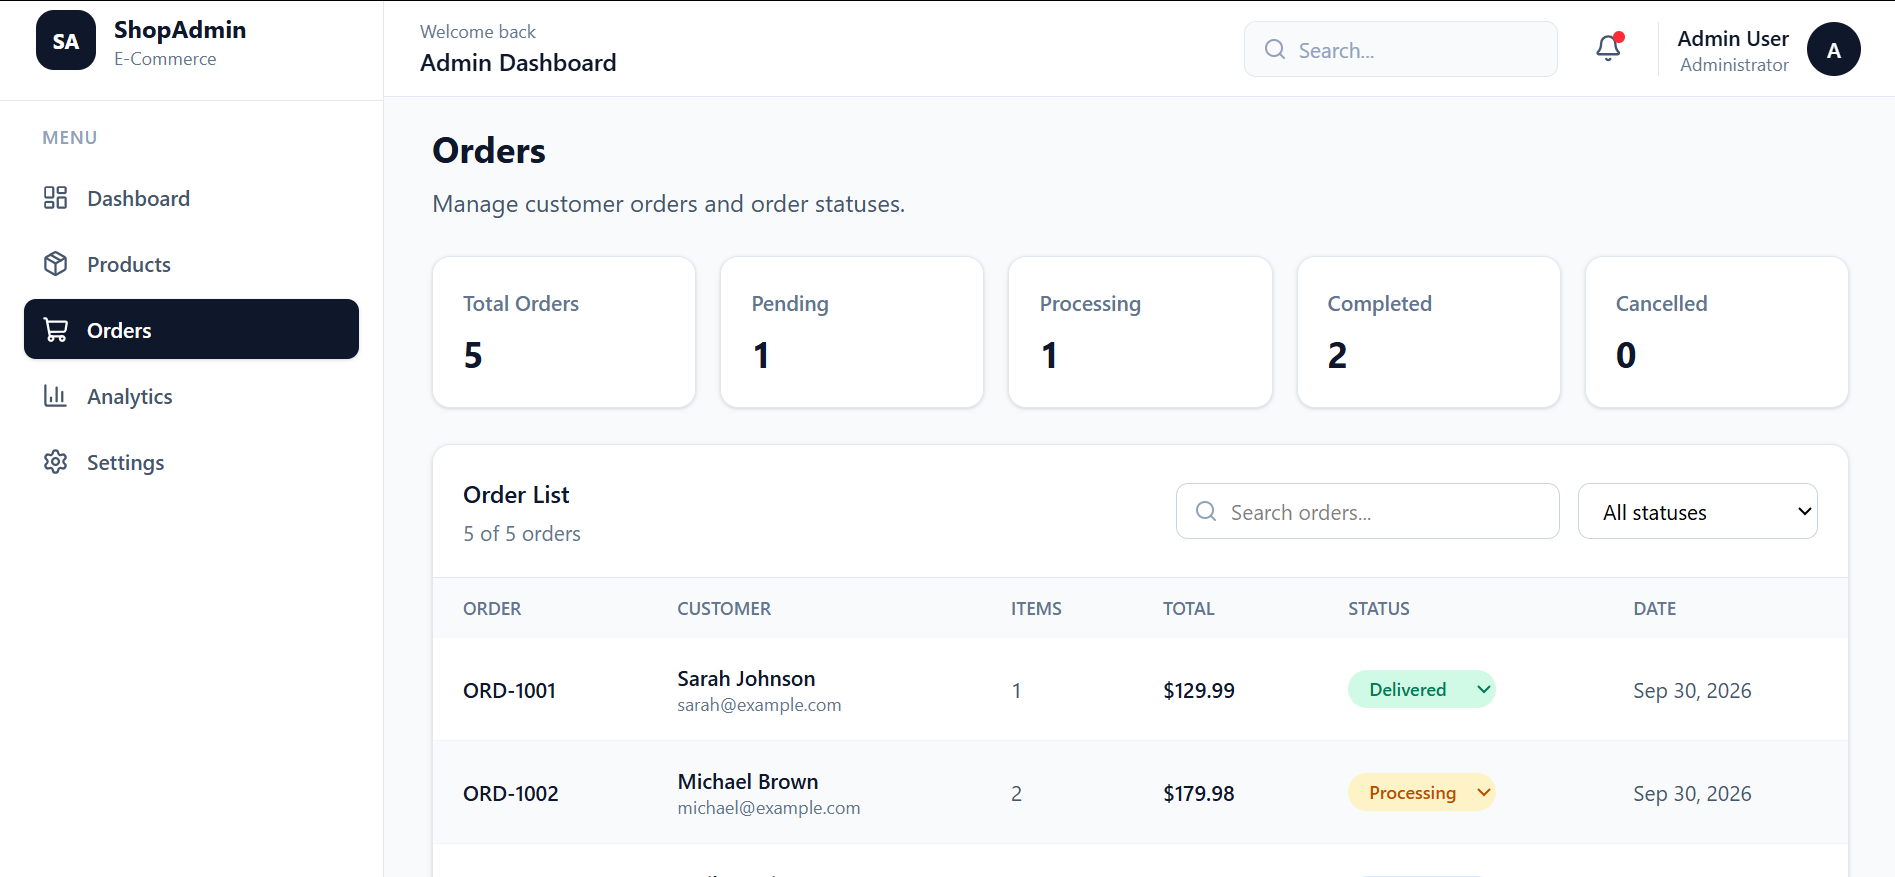 SA
ShopAdmin
E-Commerce
MENU
Dashboard
Products
Orders
Analytics
Settings
Welcome back
Admin Dashboard
Search...
Admin User
Administrator
A
Orders
Manage customer orders and order statuses.
Total Orders
5
Pending
1
Processing
1
Completed
2
Cancelled
0
Order List
5 of 5 orders
Search orders...
All statuses
ORDER CUSTOMER ITEMS TOTAL STATUS DATE
ORD-1001 Sarah Johnson 1 $129.99 Delivered Sep 30, 2026
sarah@example.com
ORD-1002 Michael Brown 2 $179.98 Processing Sep 30, 2026
michael@example.com